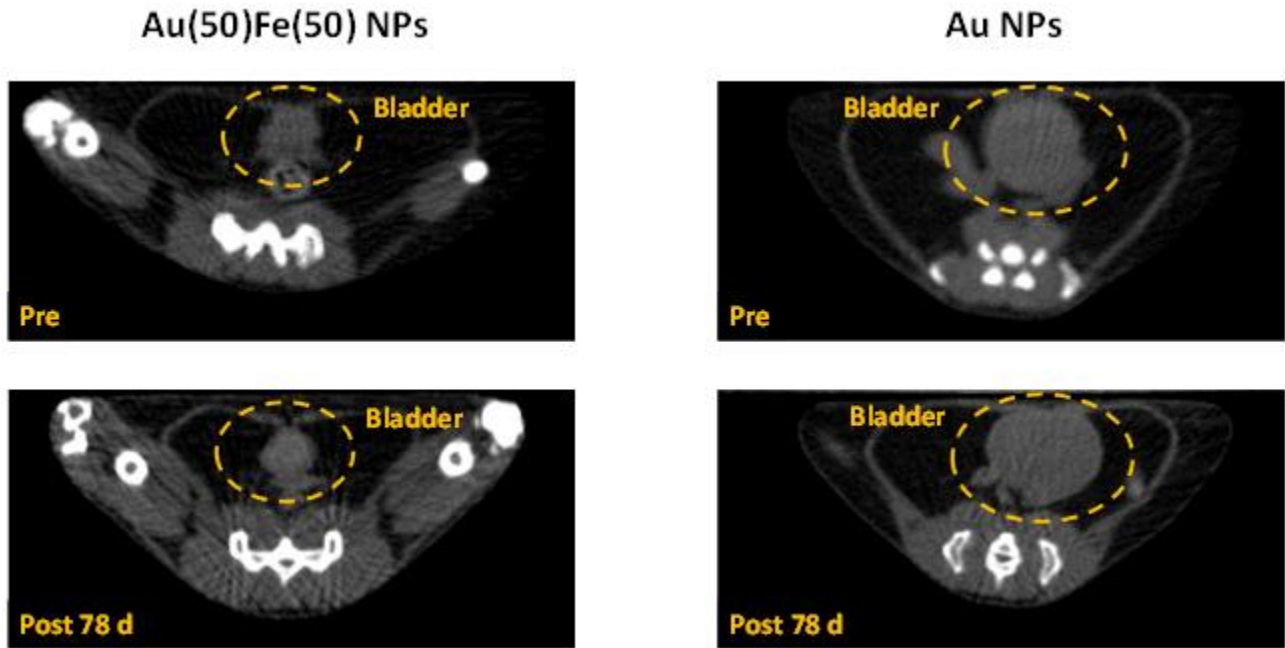 Au(50)Fe(50) NPs
Au NPs
Bladder
Pre
Bladder
Pre
Bladder
Post 78 d
Bladder
Post 78 d